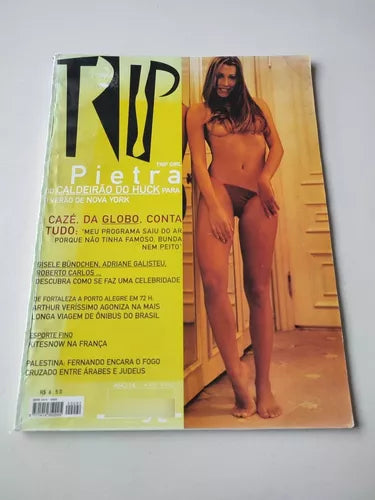 TRIP
TRIP GIRL
Pietra
DO CALDEIRÃO DO HUCK PARA
O VERÃO DE NOVA YORK
CAZÉ, DA GLOBO, CONTA
TUDO: "MEU PROGRAMA SAIU DO AR
PORQUE NÃO TINHA FAMOSO, BUNDA
NEM PEITO"
GISELE BÜNDCHEN, ADRIANE GALISTEU,
ROBERTO CARLOS ...
DESCUBRA COMO SE FAZ UMA CELEBRIDADE
DE FORTALEZA A PORTO ALEGRE EM 72 H.
ARTHUR VERÍSSIMO AGONIZA NA MAIS
LONGA VIAGEM DE ÔNIBUS DO BRASIL
ESPORTE FINO
KITESNOW NA FRANÇA
PALESTINA: FERNANDO ENCARA O FOGO
CRUZADO ENTRE ÁRABES E JUDEUS